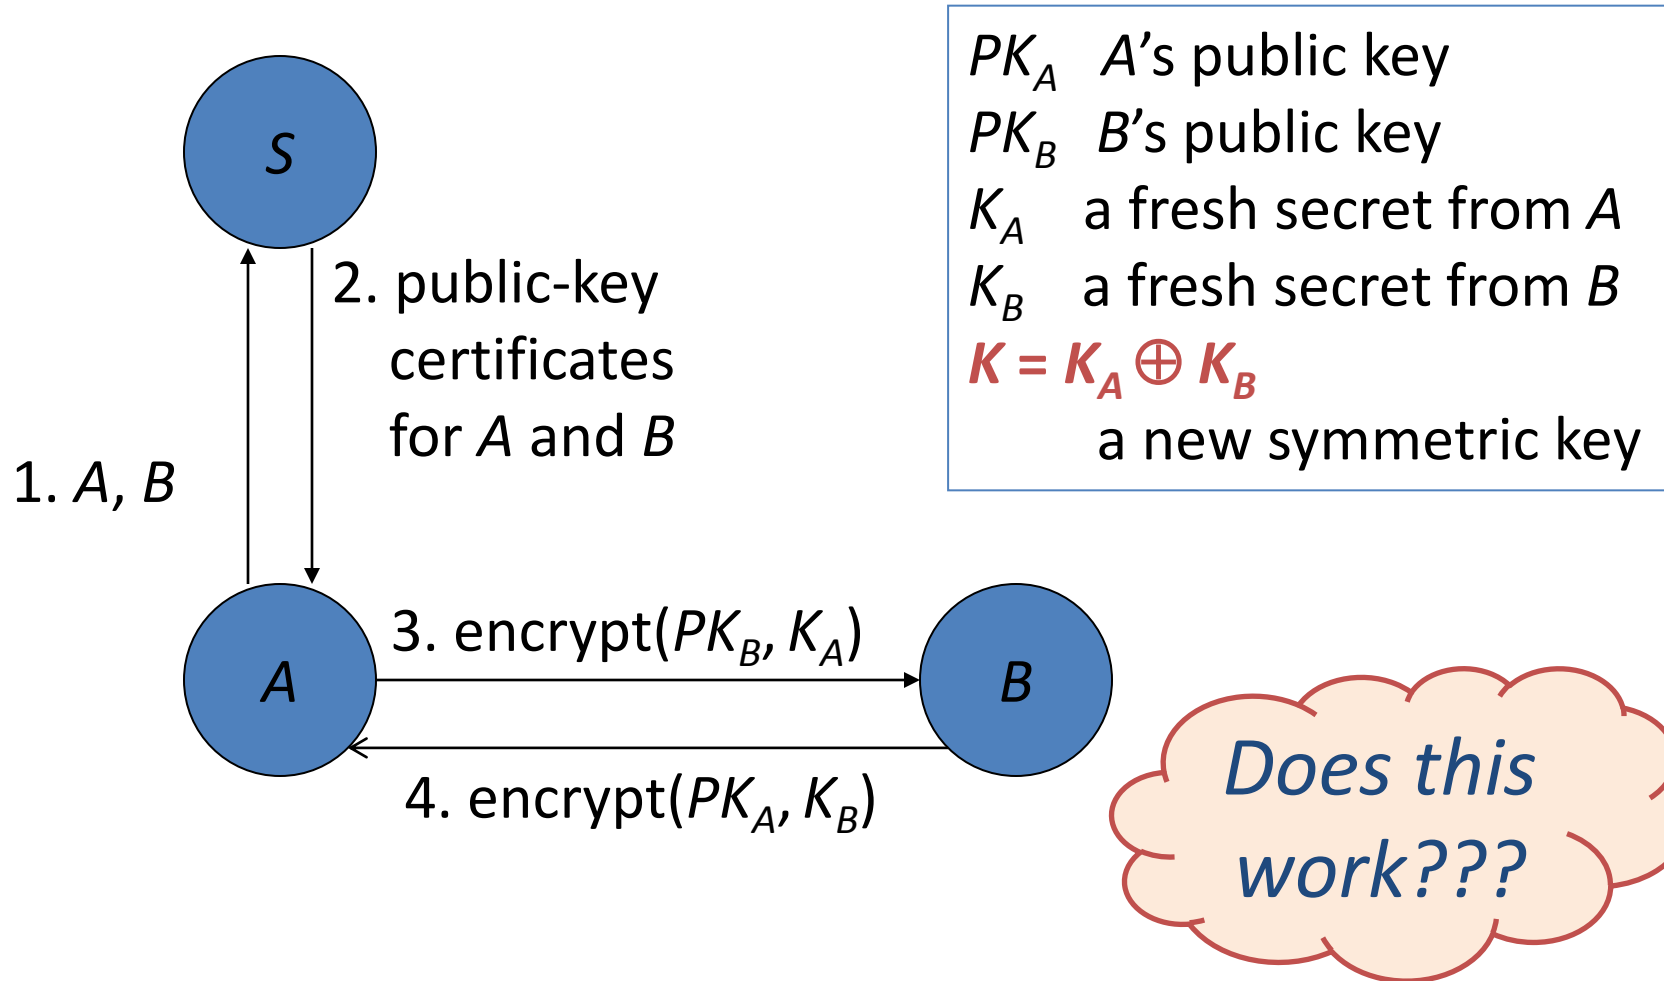 S
2. public-key
certificates
for A and B
1. A, B
A
3. encrypt(PK_B, K_A)
B
4. encrypt(PK_A, K_B)
PK_A A’s public key
PK_B B’s public key
K_A a fresh secret from A
K_B a fresh secret from B
K = K_A ⊕ K_B
a new symmetric key
Does this
work???